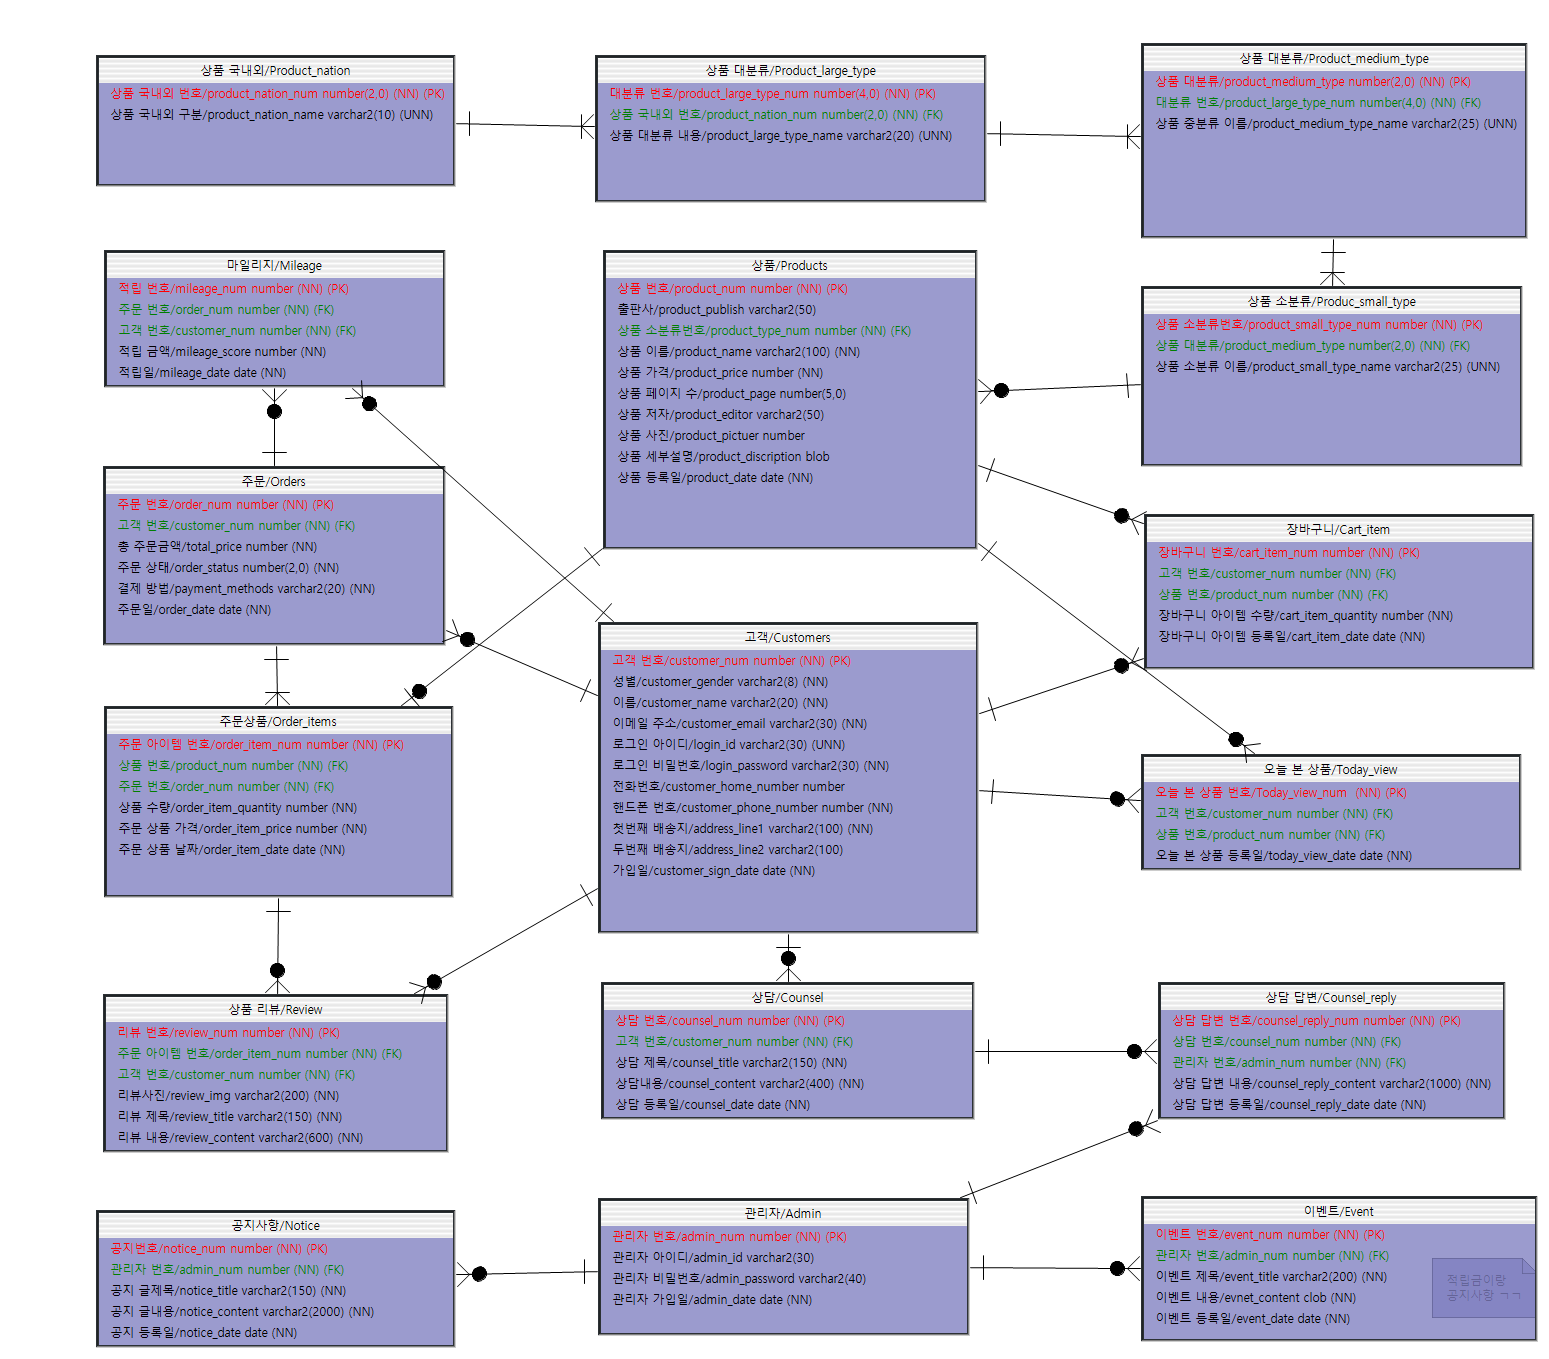 상품 국내외/Product_nation
상품 국내외 번호/product_nation_num number(2,0) (NN) (PK)
상품 국내외 구분/product_nation_name varchar2(10) (UNN)
상품 대분류/Product_large_type
대분류 번호/product_large_type_num number(4,0) (NN) (PK)
상품 국내외 번호/product_nation_num number(2,0) (NN) (FK)
상품 대분류 내용/product_large_type_name varchar2(20) (UNN)
상품 대분류/Product_medium_type
상품 대분류/product_medium_type number(2,0) (NN) (PK)
대분류 번호/product_large_type_num number(4,0) (NN) (FK)
상품 중분류 이름/product_medium_type_name varchar2(25) (UNN)
마일리지/Mileage
적립 번호/mileage_num number (NN) (PK)
주문 번호/order_num number (NN) (FK)
고객 번호/customer_num number (NN) (FK)
적립 금액/mileage_score number (NN)
적립일/mileage_date date (NN)
상품/Products
상품 번호/product_num number (NN) (PK)
출판사/product_publish varchar2(50)
상품 소분류번호/product_type_num number (NN) (FK)
상품 이름/product_name varchar2(100) (NN)
상품 가격/product_price number (NN)
상품 페이지 수/product_page number(5,0)
상품 저자/product_editor varchar2(50)
상품 사진/product_pictuer number
상품 세부설명/product_discription blob
상품 등록일/product_date date (NN)
상품 소분류/Produc_small_type
상품 소분류번호/product_small_type_num number (NN) (PK)
상품 대분류/product_medium_type number(2,0) (NN) (FK)
상품 소분류 이름/product_small_type_name varchar2(25) (UNN)
주문/Orders
주문 번호/order_num number (NN) (PK)
고객 번호/customer_num number (NN) (FK)
총 주문금액/total_price number (NN)
주문 상태/order_status number(2,0) (NN)
결제 방법/payment_methods varchar2(20) (NN)
주문일/order_date date (NN)
장바구니/Cart_item
장바구니 번호/cart_item_num number (NN) (PK)
고객 번호/customer_num number (NN) (FK)
상품 번호/product_num number (NN) (FK)
장바구니 아이템 수량/cart_item_quantity number (NN)
장바구니 아이템 등록일/cart_item_date date (NN)
고객/Customers
고객 번호/customer_num number (NN) (PK)
성별/customer_gender varchar2(8) (NN)
이름/customer_name varchar2(20) (NN)
이메일 주소/customer_email varchar2(30) (NN)
로그인 아이디/login_id varchar2(30) (UNN)
로그인 비밀번호/login_password varchar2(30) (NN)
전화번호/customer_home_number number
핸드폰 번호/customer_phone_number number (NN)
첫번째 배송지/address_line1 varchar2(100) (NN)
두번째 배송지/address_line2 varchar2(100)
가입일/customer_sign_date date (NN)
주문상품/Order_items
주문 아이템 번호/order_item_num number (NN) (PK)
상품 번호/product_num number (NN) (FK)
주문 번호/order_num number (NN) (FK)
상품 수량/order_item_quantity number (NN)
주문 상품 가격/order_item_price number (NN)
주문 상품 날짜/order_item_date date (NN)
오늘 본 상품/Today_view
오늘 본 상품 번호/Today_view_num (NN) (PK)
고객 번호/customer_num number (NN) (FK)
상품 번호/product_num number (NN) (FK)
오늘 본 상품 등록일/today_view_date date (NN)
상품 리뷰/Review
리뷰 번호/review_num number (NN) (PK)
주문 아이템 번호/order_item_num number (NN) (FK)
고객 번호/customer_num number (NN) (FK)
리뷰사진/review_img varchar2(200) (NN)
리뷰 제목/review_title varchar2(150) (NN)
리뷰 내용/review_content varchar2(600) (NN)
상담/Counsel
상담 번호/counsel_num number (NN) (PK)
고객 번호/customer_num number (NN) (FK)
상담 제목/counsel_title varchar2(150) (NN)
상담내용/counsel_content varchar2(400) (NN)
상담 등록일/counsel_date date (NN)
상담 답변/Counsel_reply
상담 답변 번호/counsel_reply_num number (NN) (PK)
상담 번호/counsel_num number (NN) (FK)
관리자 번호/admin_num number (NN) (FK)
상담 답변 내용/counsel_reply_content varchar2(1000) (NN)
상담 답변 등록일/counsel_reply_date date (NN)
공지사항/Notice
공지번호/notice_num number (NN) (PK)
관리자 번호/admin_num number (NN) (FK)
공지 글제목/notice_title varchar2(150) (NN)
공지 글내용/notice_content varchar2(2000) (NN)
공지 등록일/notice_date date (NN)
관리자/Admin
관리자 번호/admin_num number (NN) (PK)
관리자 아이디/admin_id varchar2(30)
관리자 비밀번호/admin_password varchar2(40)
관리자 가입일/admin_date date (NN)
이벤트/Event
이벤트 번호/event_num number (NN) (PK)
관리자 번호/admin_num number (NN) (FK)
이벤트 제목/event_title varchar2(200) (NN)
이벤트 내용/evnet_content clob (NN)
이벤트 등록일/event_date date (NN)
적립금이랑
공지사항 ㄱㄱ